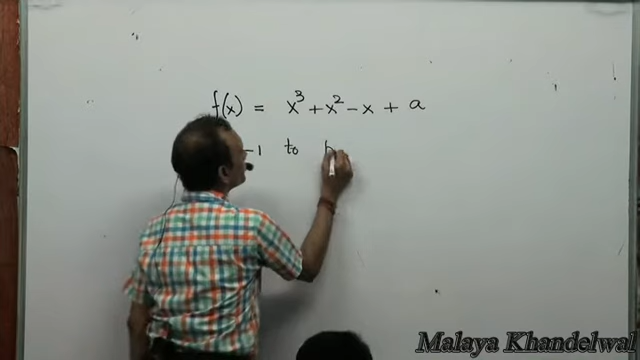 f(x) = x³ + x² - x + a
-1 to
Malaya Khandelwal